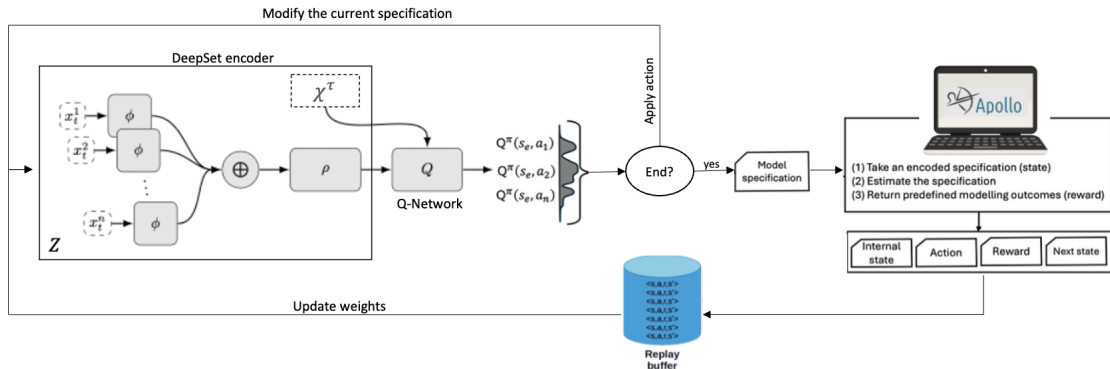 Modify the current specification
DeepSet encoder
χ^τ
x_t^1
ϕ
x_t^2
ϕ
⋮
x_t^n
ϕ
⊕
ρ
Q
Q-Network
Z
Q^π(s_e, a_1)
Q^π(s_e, a_2)
Q^π(s_e, a_n)
Apply action
End?
yes
Model
specification
Apollo
(1) Take an encoded specification (state)
(2) Estimate the specification
(3) Return predefined modelling outcomes (reward)
Internal
state
Action
Reward
Next state
<s,a,r,s'>
<s,a,r,s'>
<s,a,r,s'>
<s,a,r,s'>
<s,a,r,s'>
<s,a,r,s'>
<s,a,r,s'>
Replay
buffer
Update weights